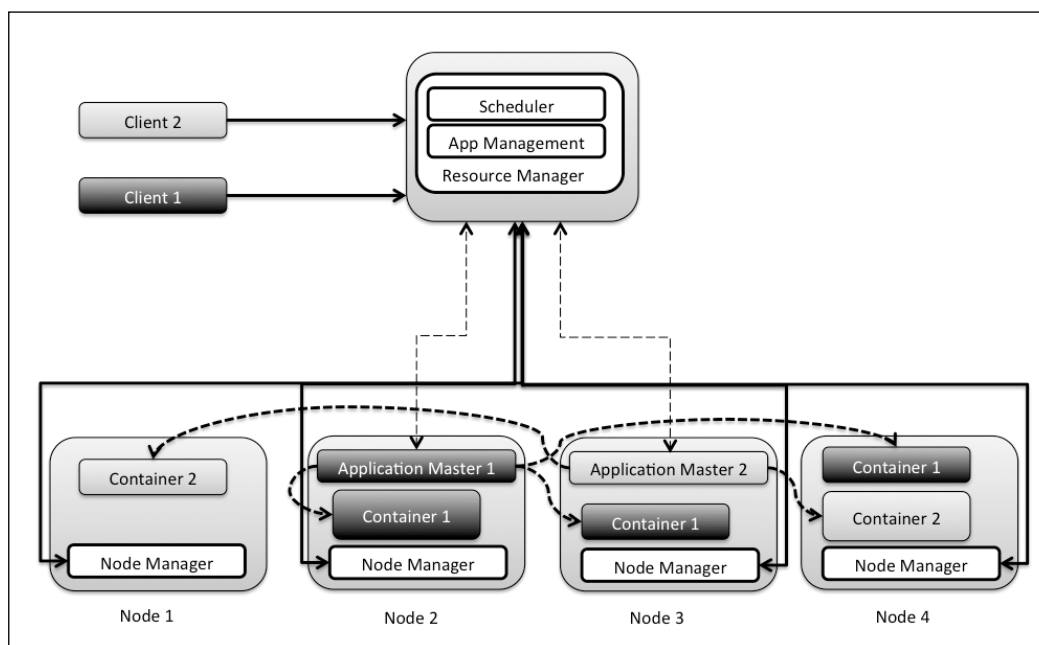 Scheduler
Client 2
App Management
Resource Manager
Client 1
Container 2
Node Manager
Node 1
Application Master 1
Container 1
Node Manager
Node 2
Application Master 2
Container 1
Node Manager
Node 3
Container 1
Container 2
Node Manager
Node 4